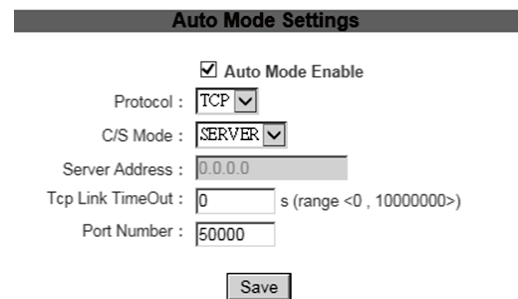 Auto Mode Settings
Auto Mode Enable
Protocol : TCP
C/S Mode : SERVER
Server Address : 0.0.0.0
Tcp Link TimeOut : 0 s (range <0 , 10000000>)
Port Number : 50000
Save